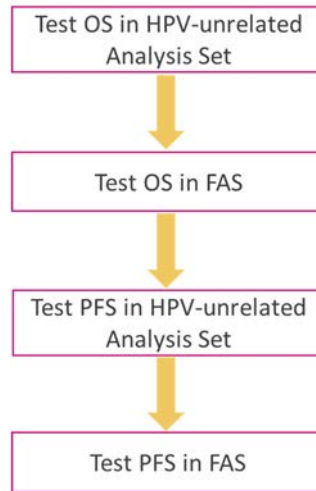 Test OS in HPV-unrelated
Analysis Set
Test OS in FAS
Test PFS in HPV-unrelated
Analysis Set
Test PFS in FAS